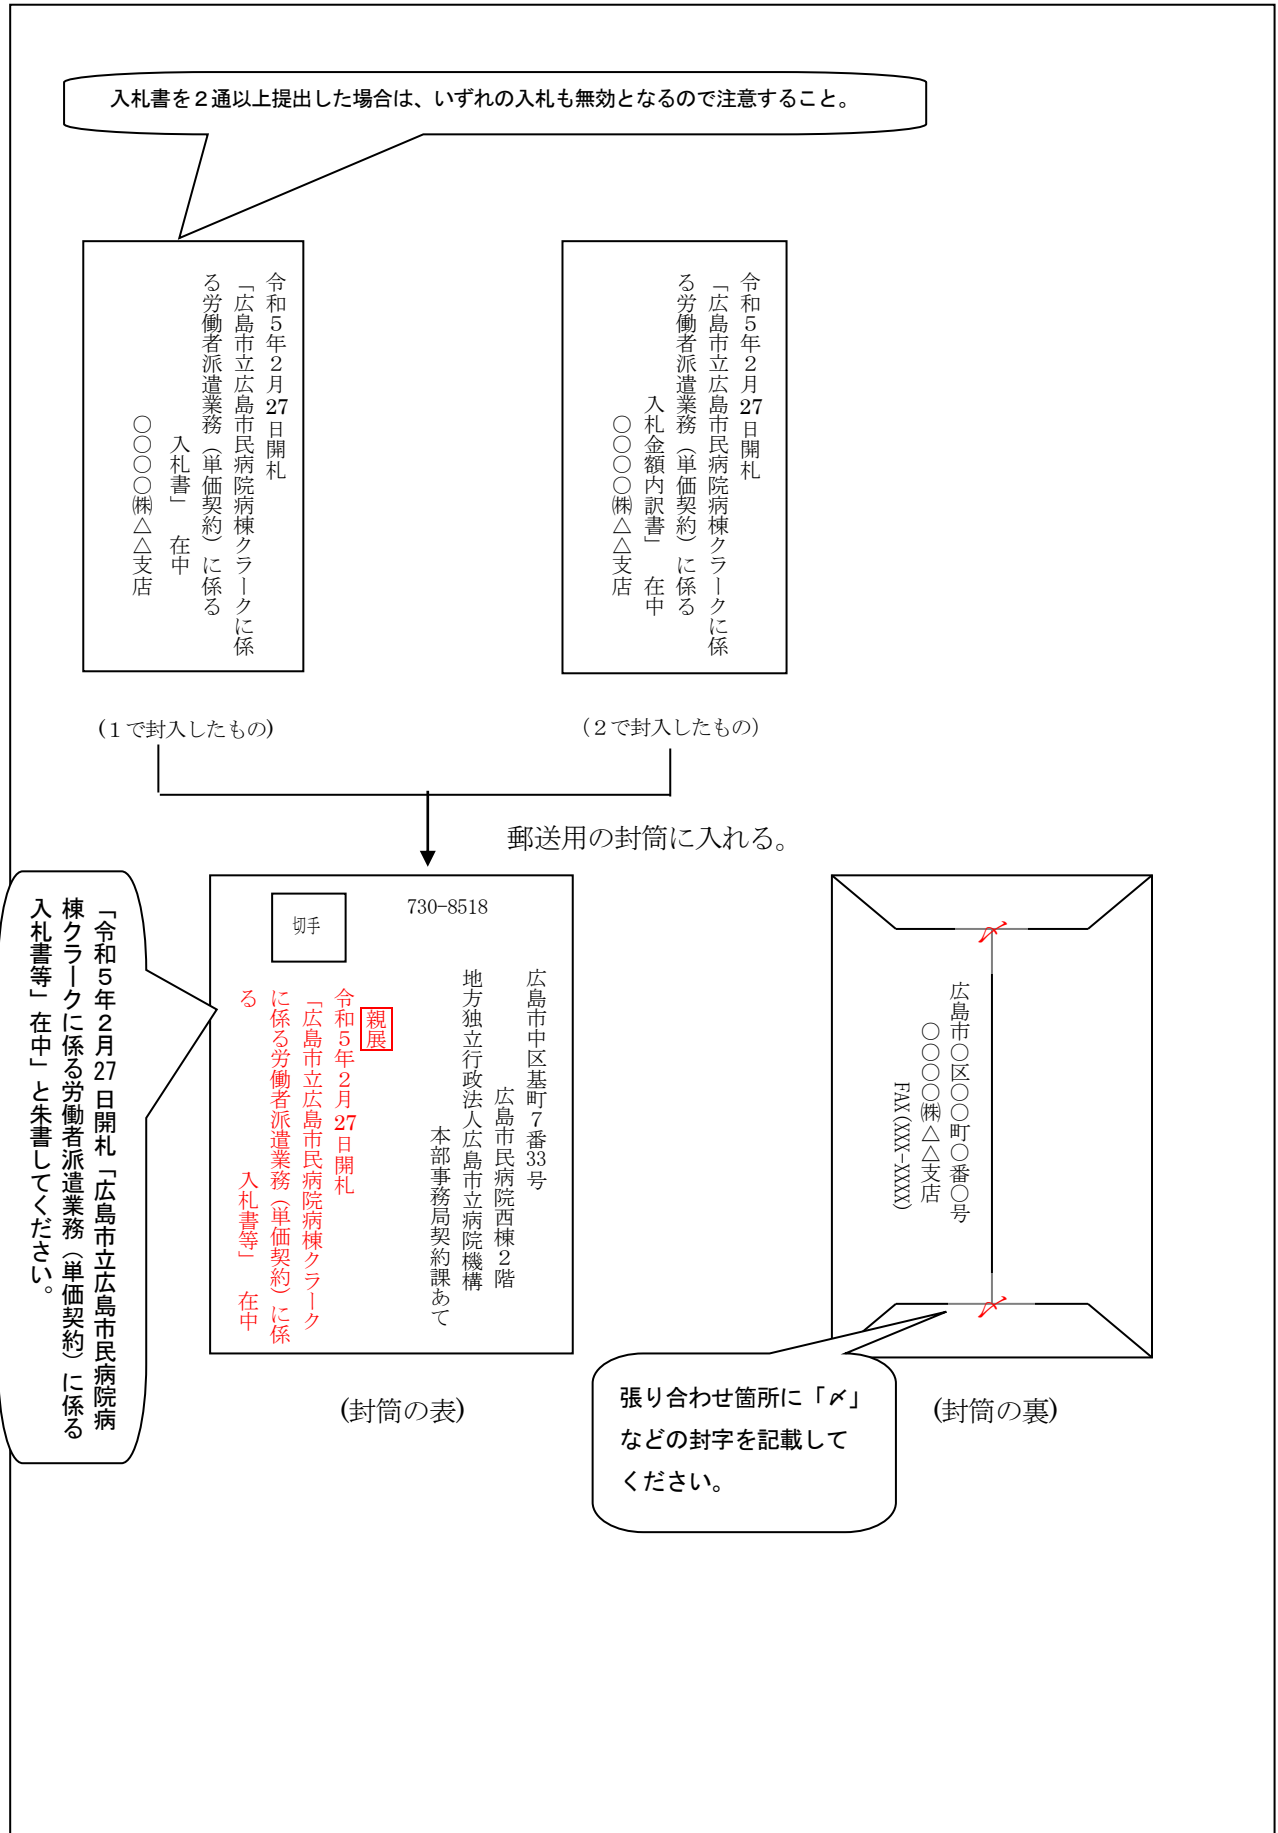 入札書を２通以上提出した場合は、いずれの入札も無効となるので注意すること。
令和５年２月27日開札
「広島市立広島市民病院病棟クラークに係
る労働者派遣業務（単価契約）に係る
入札書」　在中
〇〇〇〇㈱△△支店
令和５年２月27日開札
「広島市立広島市民病院病棟クラークに係
る労働者派遣業務（単価契約）に係る
入札金額内訳書」　在中
〇〇〇〇㈱△△支店
(１で封入したもの)
（２で封入したもの）
郵送用の封筒に入れる。
「令和５年２月27日開札「広島市立広島市民病院病
棟クラークに係る労働者派遣業務（単価契約）に係る
入札書等」在中」と朱書してください。
切手
730-8518
広島市中区基町７番33号
広島市民病院西棟２階
地方独立行政法人広島市立病院機構
本部事務局契約課あて
親展
令和５年２月27日開札
「広島市立広島市民病院病棟クラーク
に係る労働者派遣業務（単価契約）に係
る　　　　　　入札書等」　在中
(封筒の表)
〆
広島市〇区〇〇町〇番〇号
〇〇〇〇㈱△△支店
FAX(XXX-XXXX)
〆
張り合わせ箇所に「〆」
などの封字を記載して
ください。
(封筒の裏)